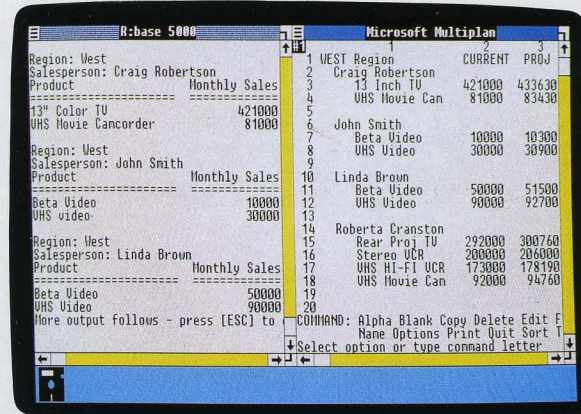 R:base 5000
Region: West
Salesperson: Craig Robertson
Product Monthly Sales
==================== =============
13" Color TV 421000
VHS Movie Camcorder 81000
Region: West
Salesperson: John Smith
Product Monthly Sales
==================== =============
Beta Video 10000
VHS video 30000
Region: West
Salesperson: Linda Brown
Product Monthly Sales
==================== =============
Beta Video 50000
VHS Video 90000
More output follows - press [ESC] to
Microsoft Multiplan
#1 1 2 3
1 WEST Region CURRENT PROJ
2 Craig Robertson
3 13 Inch TV 421000 433630
4 VHS Movie Cam 81000 83430
5
6 John Smith
7 Beta Video 10000 10300
8 VHS Video 30000 30900
9
10 Linda Brown
11 Beta Video 50000 51500
12 VHS Video 90000 92700
13
14 Roberta Cranston
15 Rear Proj TV 292000 300760
16 Stereo VCR 200000 206000
17 VHS HI-FI VCR 173000 178190
18 VHS Movie Cam 92000 94760
19
20
COMMAND: Alpha Blank Copy Delete Edit F
Name Options Print Quit Sort T
Select option or type command letter